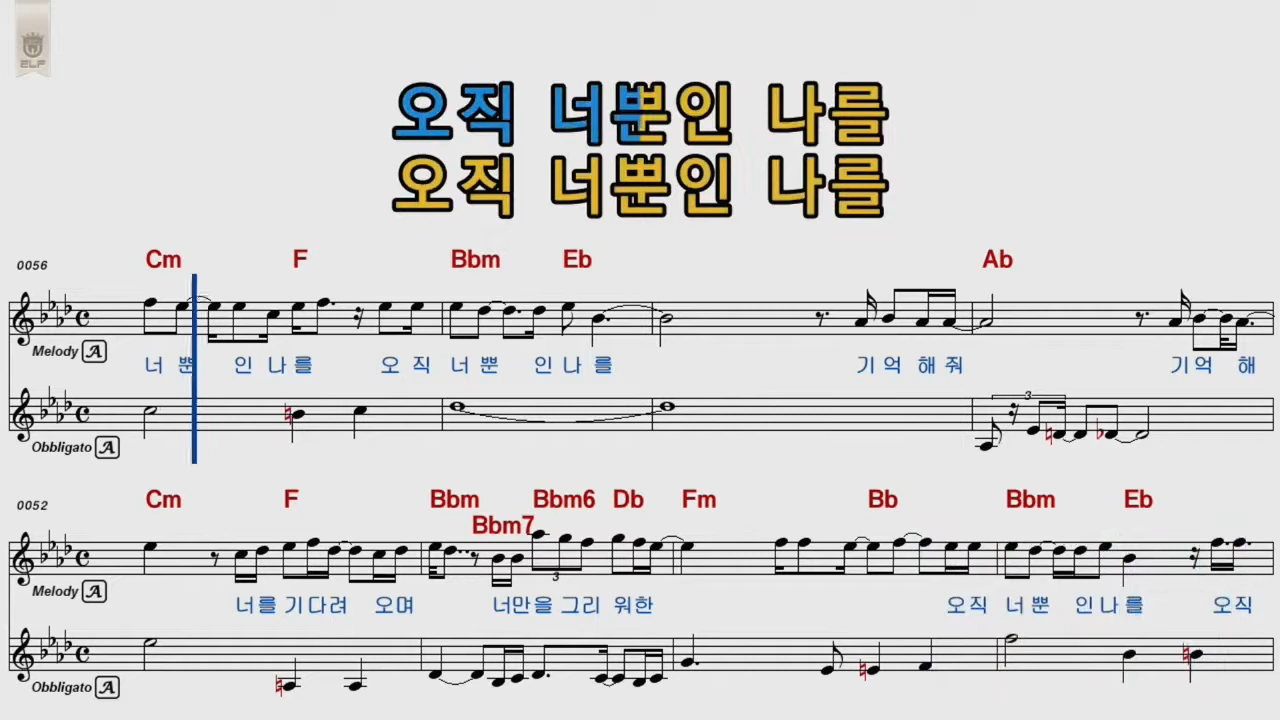 ELF
오직 너뿐인 나를
오직 너뿐인 나를
0056
Cm F Bbm Eb Ab
Melody A
너 뿐 인 나 를 오 직 너 뿐 인 나 를 기 억 해 줘 기 억 해
3
Obbligato A
0052
Cm F Bbm Bbm6 Db Fm Bb Bbm Eb
Bbm7
Melody A
3
너를 기다려 오며 너만을 그리 워한 오직 너뿐 인나를 오직
Obbligato A